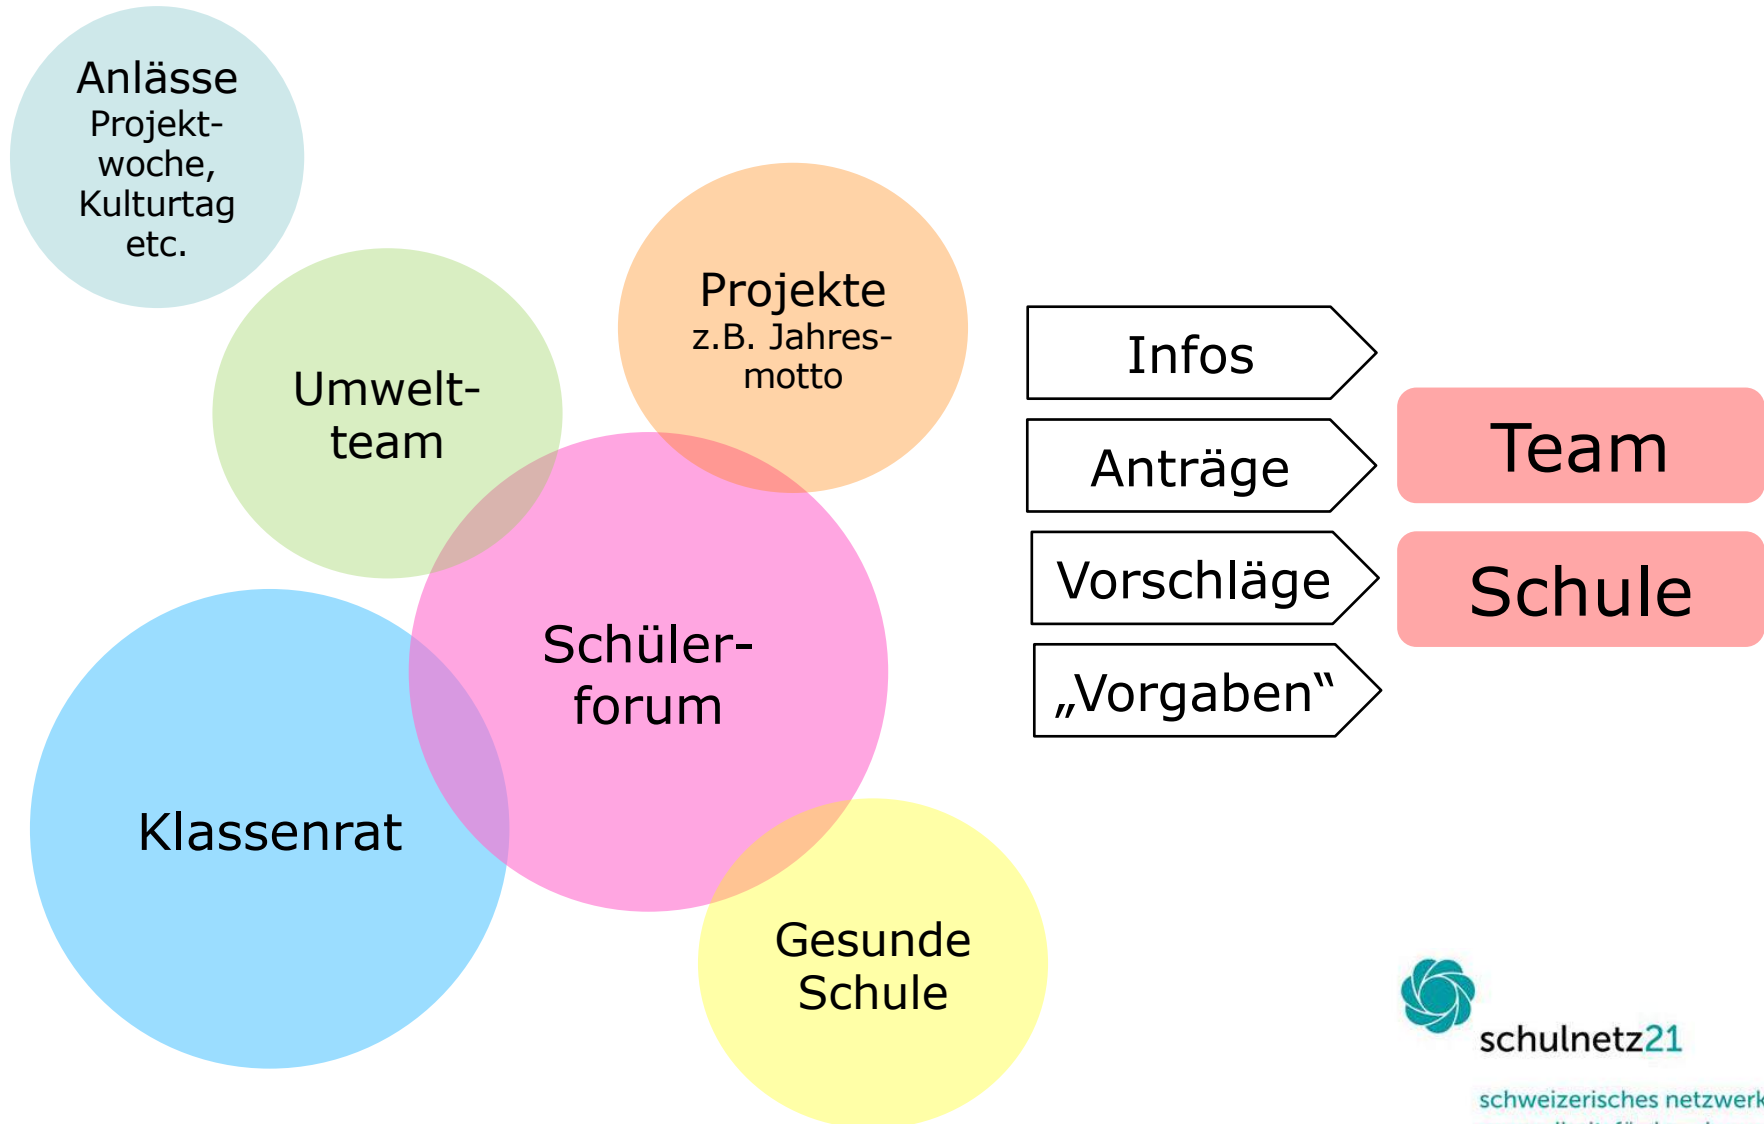 Anlässe
Projekt-
woche,
Kulturtag
etc.
Umwelt-
team
Projekte
z.B. Jahres-
motto
Schüler-
forum
Klassenrat
Gesunde
Schule
Infos
Anträge
Vorschläge
„Vorgaben“
Team
Schule
schulnetz21
schweizerisches netzwerk